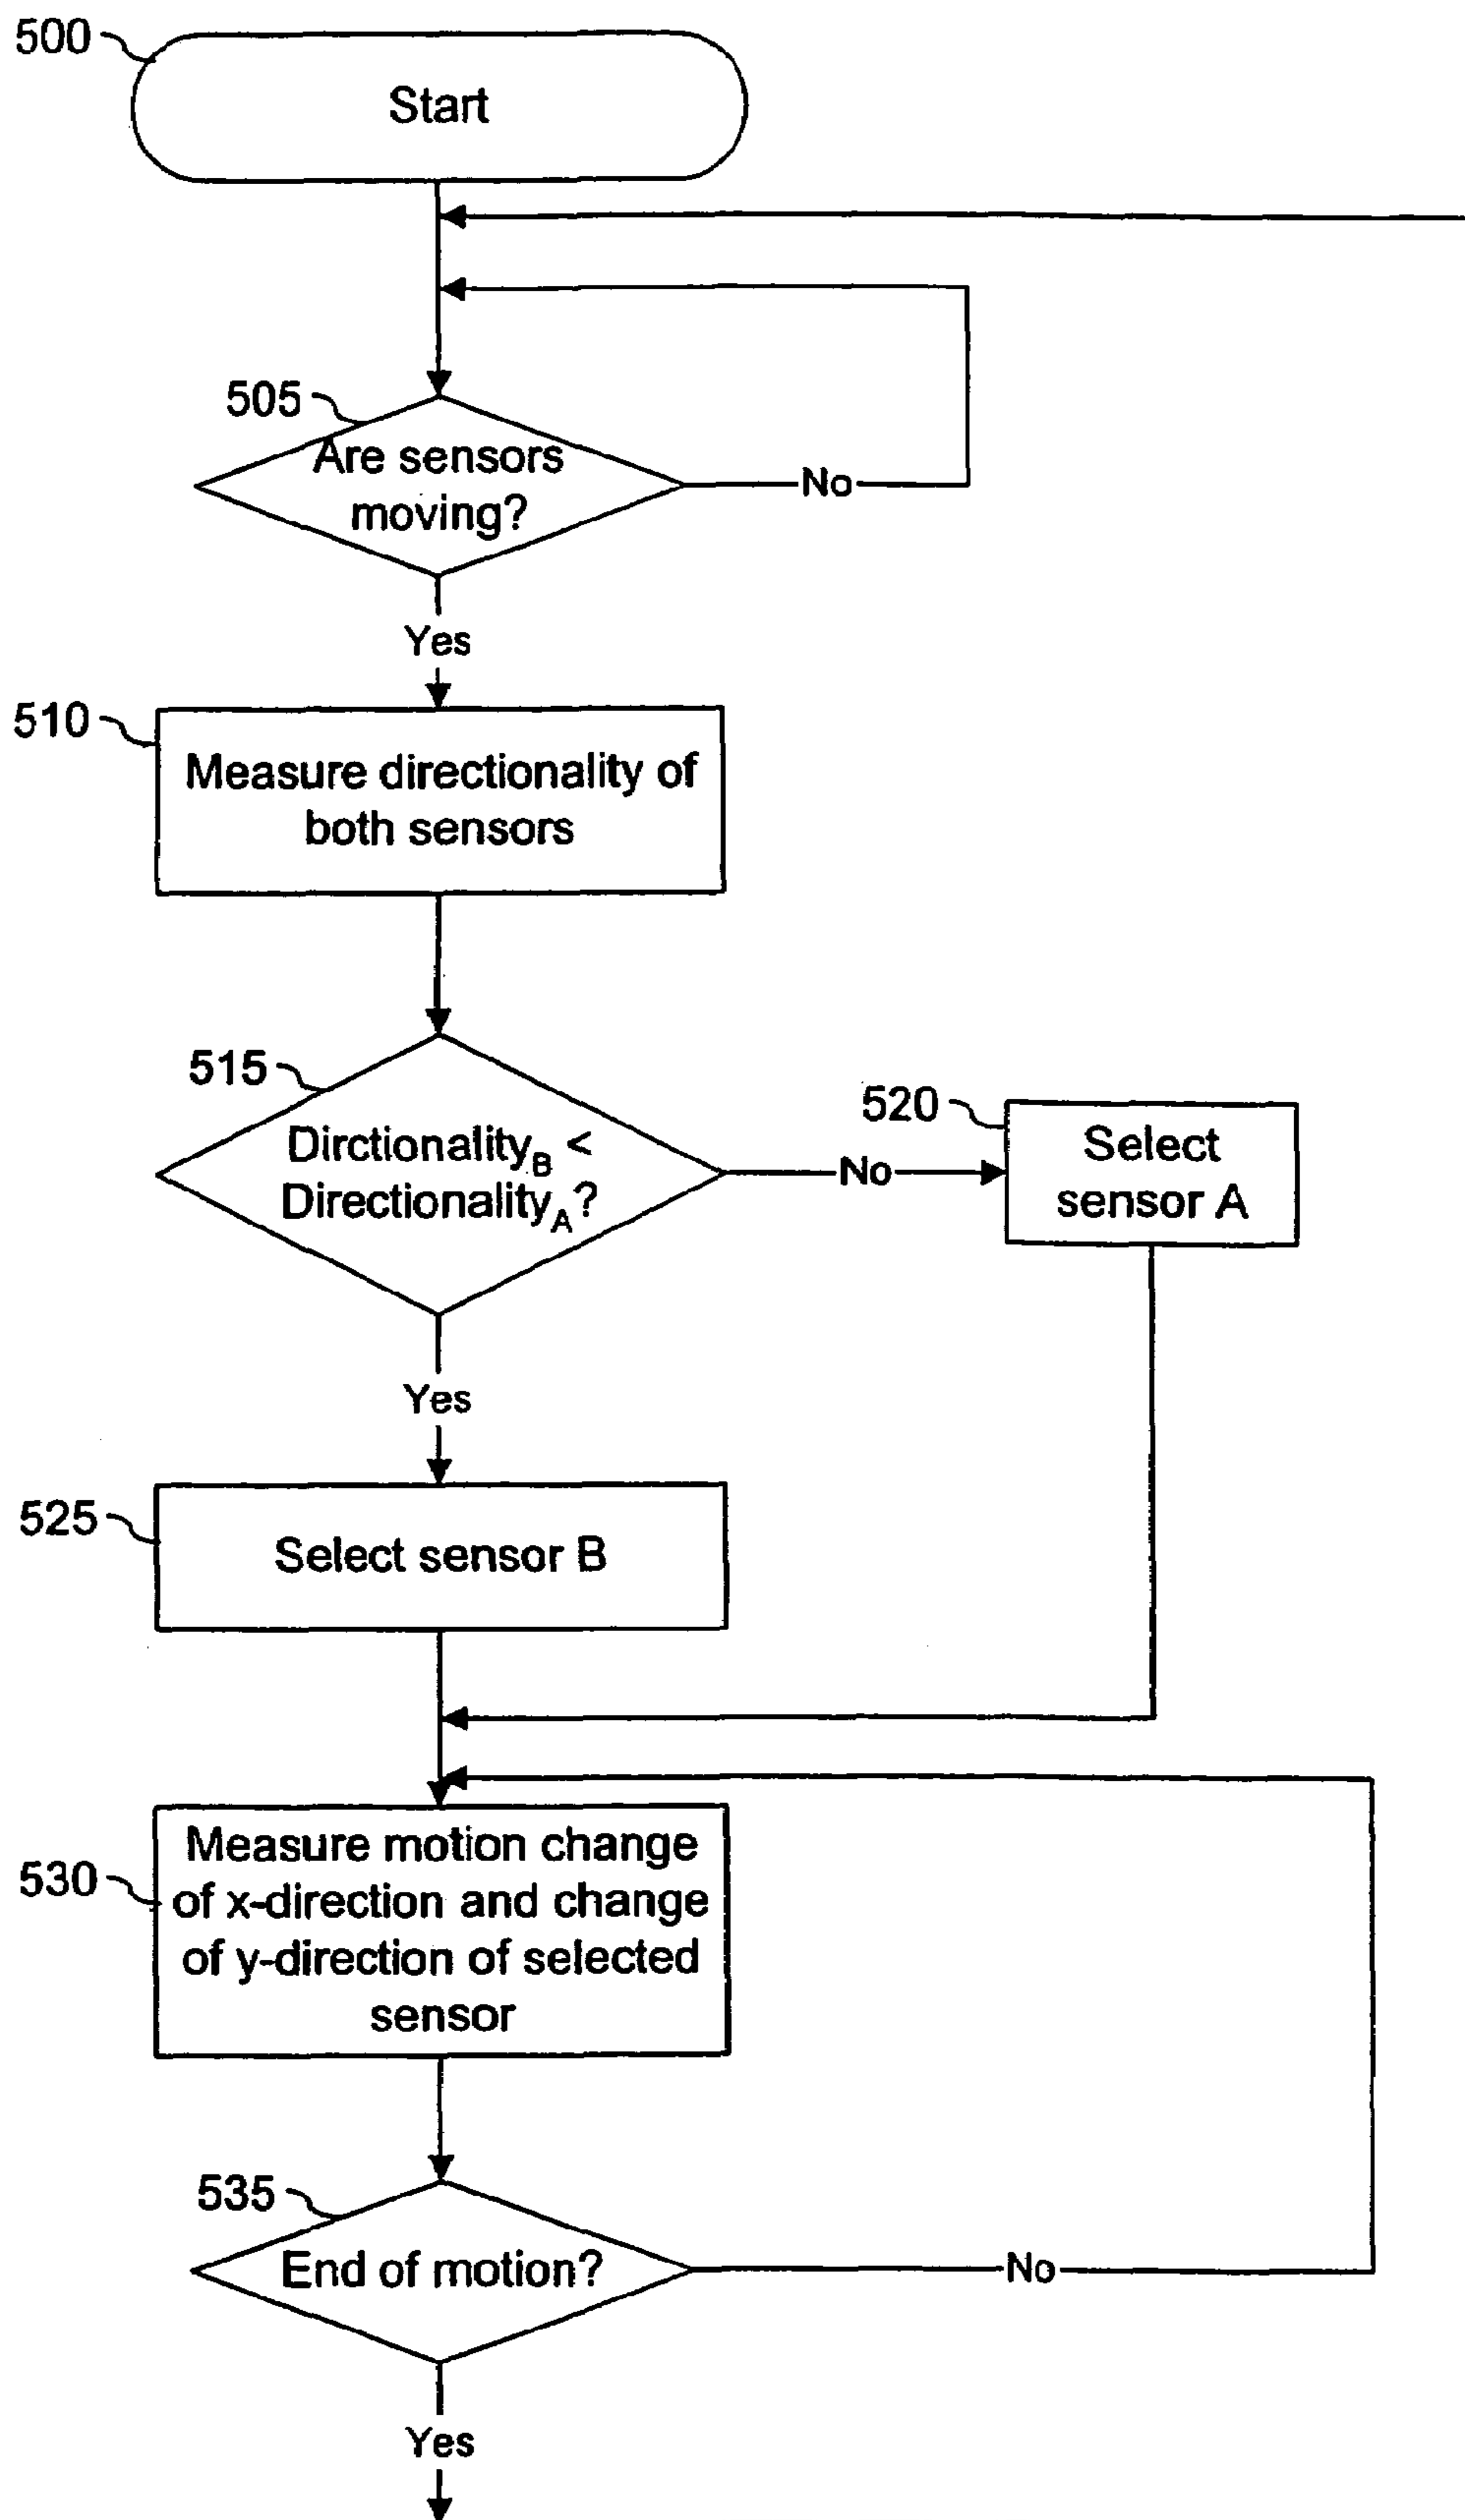 500
Start
505
Are sensors
moving?
No
Yes
510
Measure directionality of
both sensors
515
Dirctionality_B <
Directionality_A?
No
520
Select
sensor A
Yes
525
Select sensor B
530
Measure motion change
of x-direction and change
of y-direction of selected
sensor
535
End of motion?
No
Yes